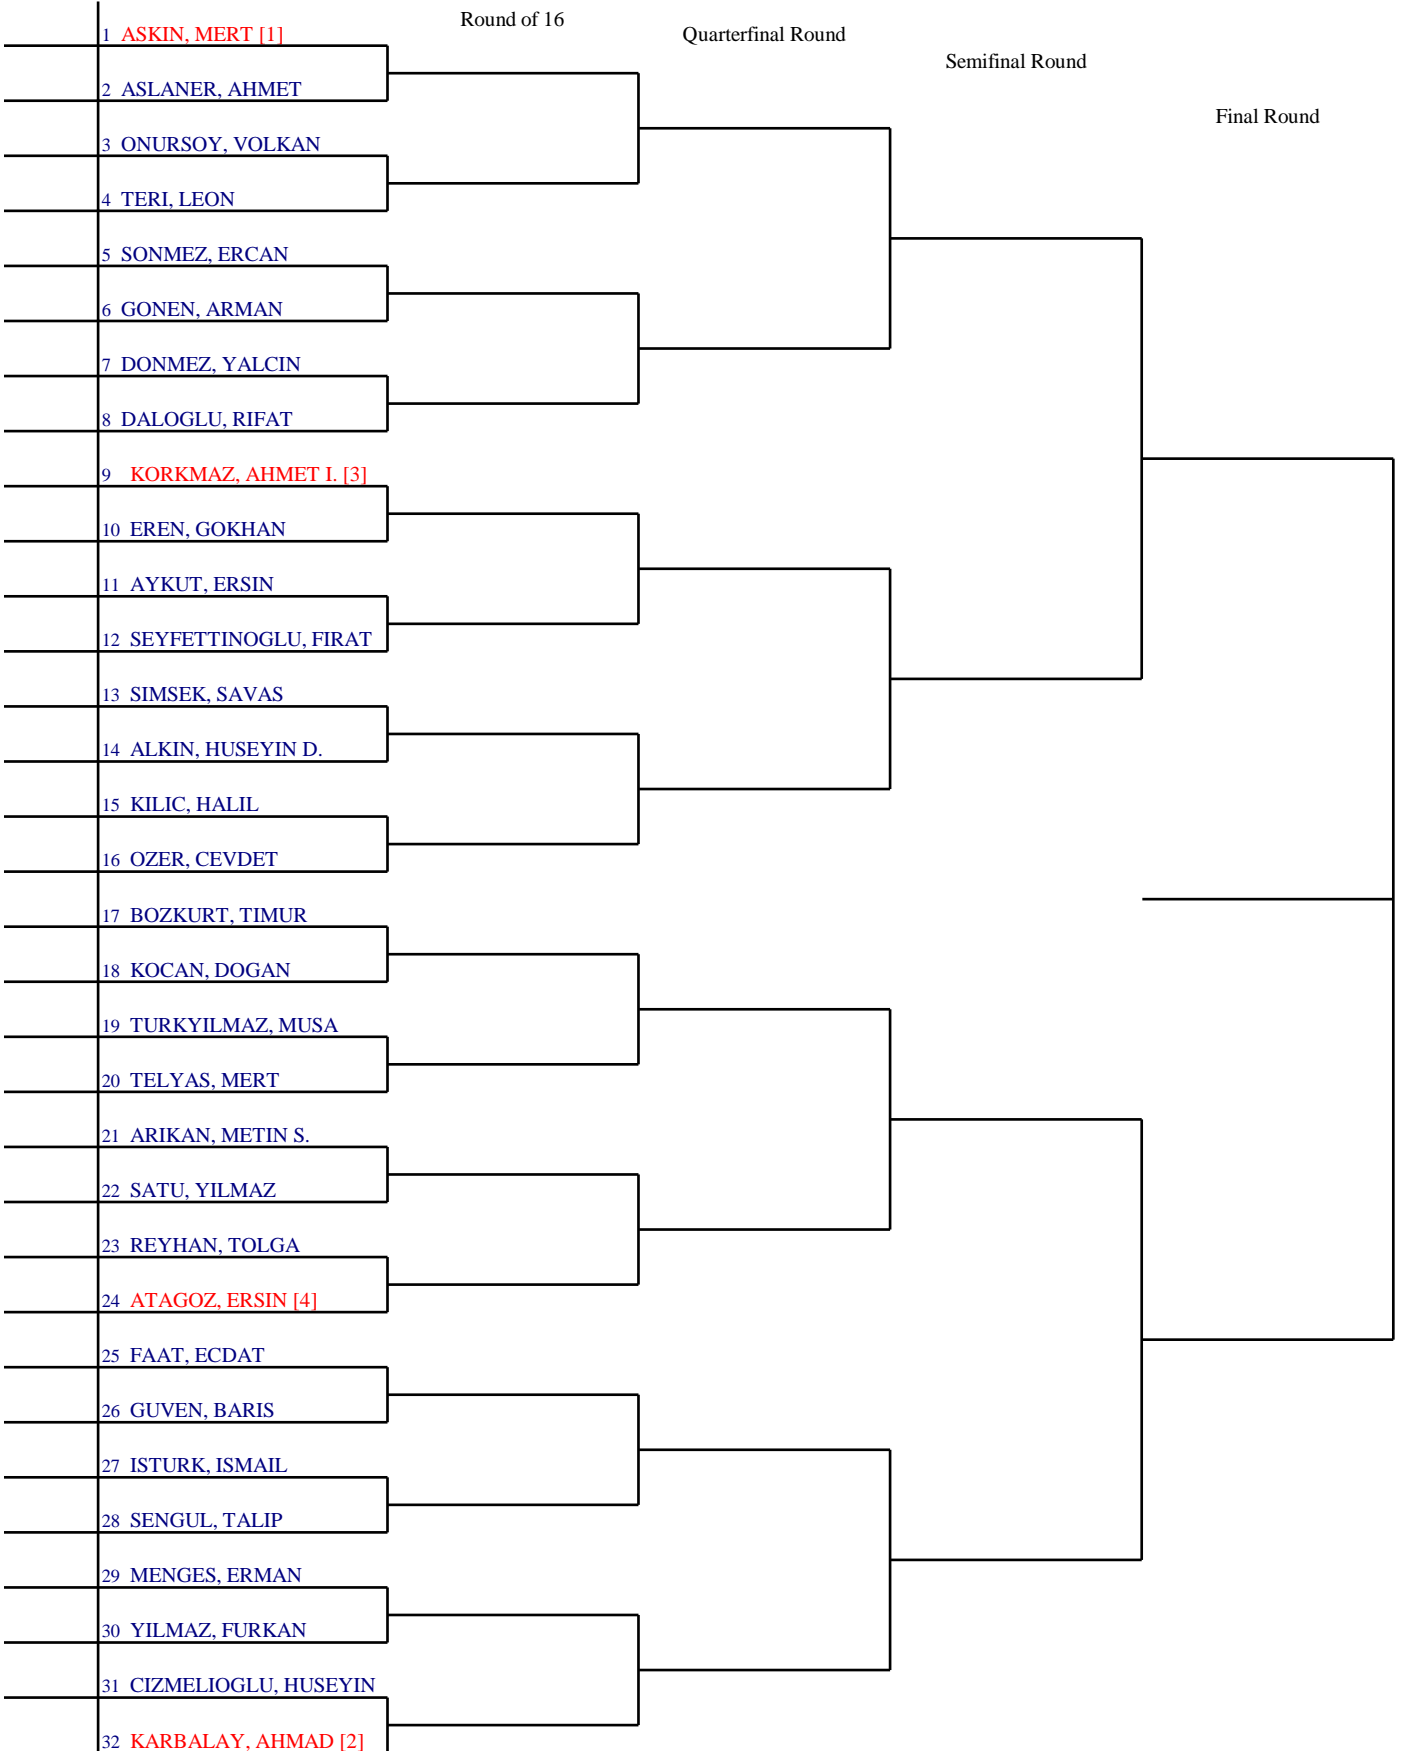 Round of 16
Quarterfinal Round
Semifinal Round
Final Round
1 ASKIN, MERT [1]
2 ASLANER, AHMET
3 ONURSOY, VOLKAN
4 TERI, LEON
5 SONMEZ, ERCAN
6 GONEN, ARMAN
7 DONMEZ, YALCIN
8 DALOGLU, RIFAT
9 KORKMAZ, AHMET I. [3]
10 EREN, GOKHAN
11 AYKUT, ERSIN
12 SEYFETTINOGLU, FIRAT
13 SIMSEK, SAVAS
14 ALKIN, HUSEYIN D.
15 KILIC, HALIL
16 OZER, CEVDET
17 BOZKURT, TIMUR
18 KOCAN, DOGAN
19 TURKYILMAZ, MUSA
20 TELYAS, MERT
21 ARIKAN, METIN S.
22 SATU, YILMAZ
23 REYHAN, TOLGA
24 ATAGOZ, ERSIN [4]
25 FAAT, ECDAT
26 GUVEN, BARIS
27 ISTURK, ISMAIL
28 SENGUL, TALIP
29 MENGES, ERMAN
30 YILMAZ, FURKAN
31 CIZMELIOGLU, HUSEYIN
32 KARBALAY, AHMAD [2]